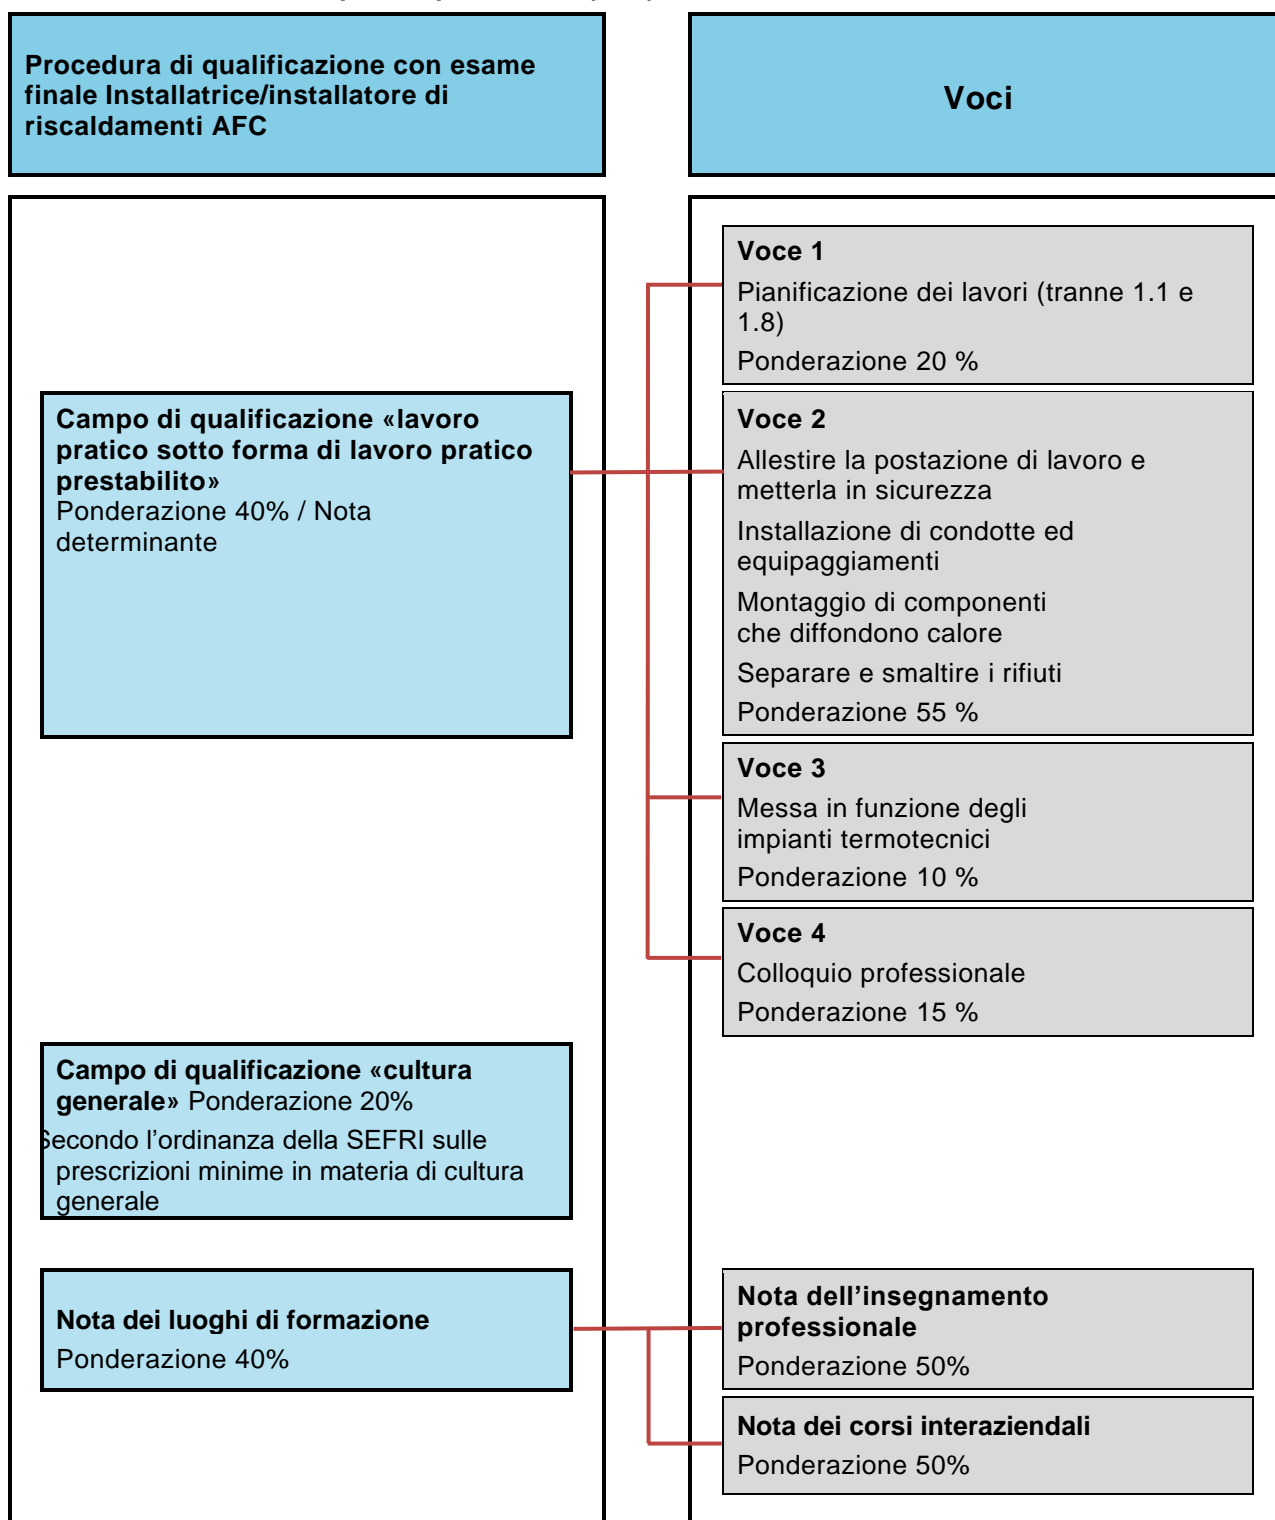 Procedura di qualificazione con esame
finale Installatrice/installatore di
riscaldamenti AFC
Voci
Voce 1
Pianificazione dei lavori (tranne 1.1 e
1.8)
Ponderazione 20 %
Campo di qualificazione «lavoro
pratico sotto forma di lavoro pratico
prestabilito»
Ponderazione 40% / Nota
determinante
Voce 2
Allestire la postazione di lavoro e
metterla in sicurezza
Installazione di condotte ed
equipaggiamenti
Montaggio di componenti
che diffondono calore
Separare e smaltire i rifiuti
Ponderazione 55 %
Voce 3
Messa in funzione degli
impianti termotecnici
Ponderazione 10 %
Voce 4
Colloquio professionale
Ponderazione 15 %
Campo di qualificazione «cultura
generale» Ponderazione 20%
Secondo l’ordinanza della SEFRI sulle
prescrizioni minime in materia di cultura
generale
Nota dei luoghi di formazione
Ponderazione 40%
Nota dell’insegnamento
professionale
Ponderazione 50%
Nota dei corsi interaziendali
Ponderazione 50%